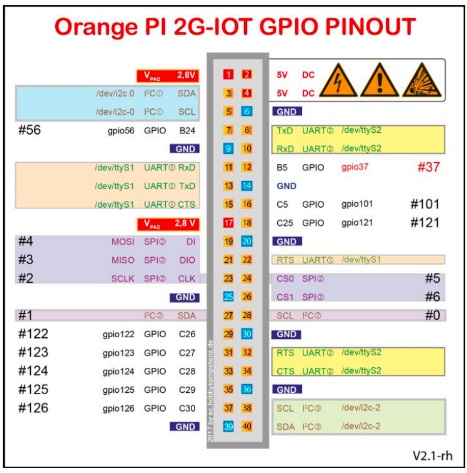 Orange PI 2G-IOT GPIO PINOUT
VPAD 2,8V 1 2 5V DC
/dev/i2c.0 I²C① SDA 3 4 5V DC
/dev/i2c-0 I²C① SCL 5 6 GND
#56 gpio56 GPIO B24 7 8 TxD UART② /dev/ttyS2
GND 9 10 RxD UART② /dev/ttyS2
/dev/ttyS1 UART① RxD 11 12 B5 GPIO gpio37 #37
/dev/ttyS1 UART① TxD 13 14 GND
/dev/ttyS1 UART① CTS 15 16 C5 GPIO gpio101 #101
VPAD 2,8V 17 18 C25 GPIO gpio121 #121
#4 MOSI SPI② DI 19 20 GND
#3 MISO SPI② DIO 21 22 RTS UART① /dev/ttyS1
#2 SCLK SPI② CLK 23 24 CS0 SPI② #5
GND 25 26 CS1 SPI② #6
#1 I²C② SDA 27 28 SCL I²C② #0
#122 gpio122 GPIO C26 29 30 GND
#123 gpio123 GPIO C27 31 32 RTS UART② /dev/ttyS2
#124 gpio124 GPIO C28 33 34 CTS UART② /dev/ttyS2
#125 gpio125 GPIO C29 35 36 GND
#126 gpio126 GPIO C30 37 38 SCL I²C③ /dev/i2c-2
GND 39 40 SDA I²C③ /dev/i2c-2
V2.1-rh